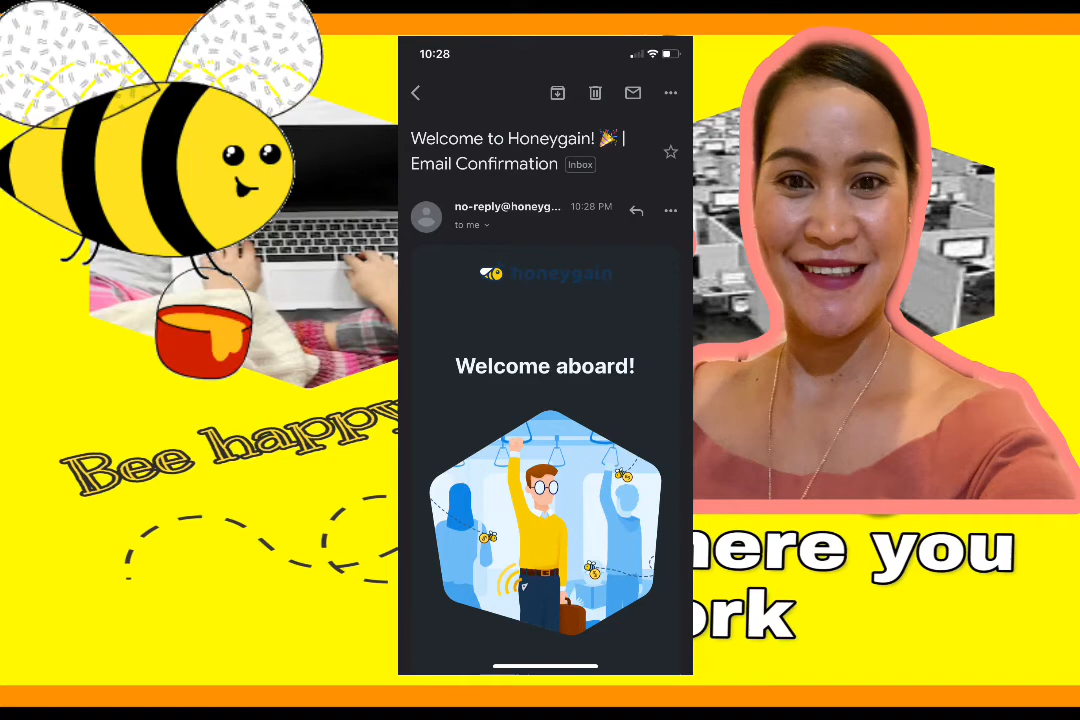 10:28
Welcome to Honeygain! 🎉 |
Email Confirmation Inbox
no-reply@honeyg... 10:28 PM
to me
honeygain
Welcome aboard!
Bee happy
here you
ork